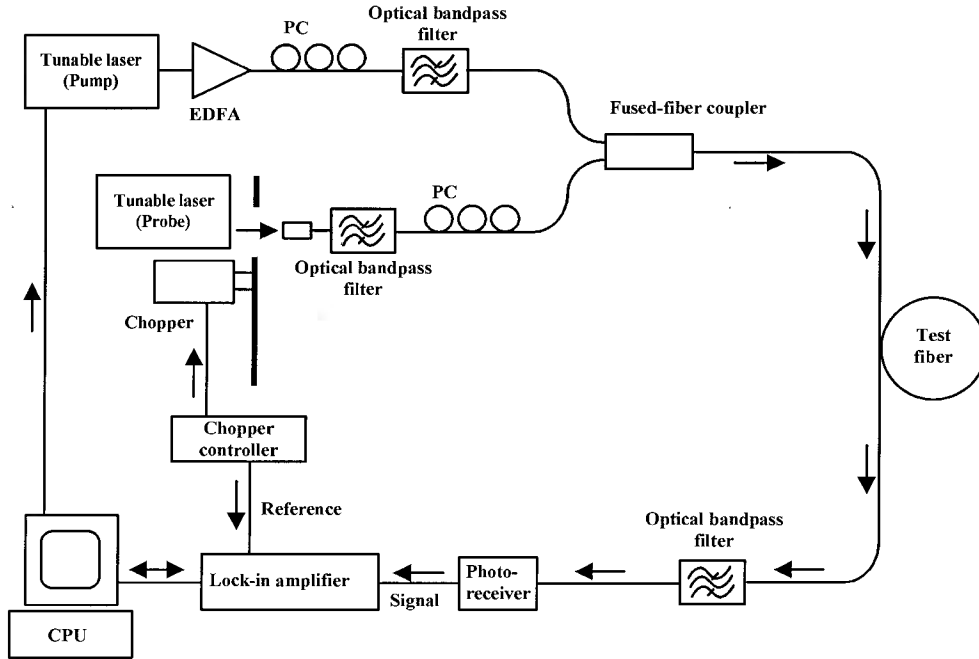 Optical bandpass
filter
PC
Tunable laser
(Pump)
EDFA
Fused-fiber coupler
Tunable laser
(Probe)
PC
Optical bandpass
filter
Chopper
Test
fiber
Chopper
controller
Reference
Optical bandpass
filter
Lock-in amplifier
Signal
Photo-
receiver
CPU